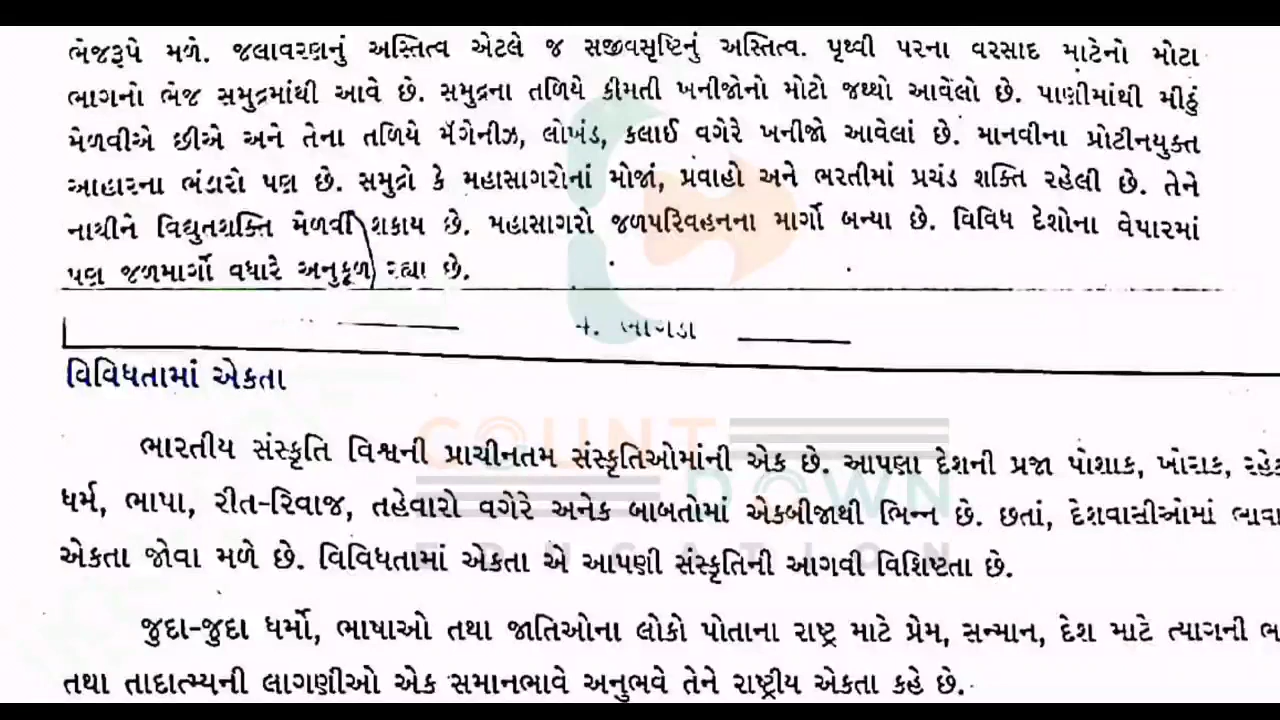 ભેજરૂપે મળે. જલાવરણનું અસ્તિત્વ એટલે જ સજીવસૃષ્ટિનું અસ્તિત્વ. પૃથ્વી પરના વરસાદ માટેનો મોટા
ભાગનો ભેજ સમુદ્રમાંથી આવે છે. સમુદ્રના તળિયે કીમતી ખનીજોનો મોટો જથ્થો આવેલો છે. પાણીમાંથી મીઠું
મેળવીએ છીએ અને તેના તળિયે મૅગેનીઝ, લોખંડ, કલાઈ વગેરે ખનીજો આવેલાં છે. માનવીના પ્રોટીનયુક્ત
આહારના ભંડારો પણ છે. સમુદ્રો કે મહાસાગરોનાં મોજાં, પ્રવાહો અને ભરતીમાં પ્રચંડ શક્તિ રહેલી છે. તેને
નાથીને વિદ્યુતશક્તિ મેળવી શકાય છે. મહાસાગરો જળપરિવહનના માર્ગો બન્યા છે. વિવિધ દેશોના વેપારમાં
પણ જળમાર્ગો વધારે અનુકૂળ રહ્યા છે.
વિવિધતામાં એકતા
COUNT DOWN EDUCATION
ભારતીય સંસ્કૃતિ વિશ્વની પ્રાચીનતમ સંસ્કૃતિઓમાંની એક છે. આપણા દેશની પ્રજા પોશાક, ખોરાક,
ધર્મ, ભાષા, રીત-રિવાજ, તહેવારો વગેરે અનેક બાબતોમાં એકબીજાથી ભિન્ન છે. છતાં, દેશવાસીઓમાં
એકતા જોવા મળે છે. વિવિધતામાં એકતા એ આપણી સંસ્કૃતિની આગવી વિશિષ્ટતા છે.
જુદા-જુદા ધર્મો, ભાષાઓ તથા જાતિઓના લોકો પોતાના રાષ્ટ્ર માટે પ્રેમ, સન્માન, દેશ માટે ત્યાગની
તથા તાદાત્મ્યની લાગણીઓ એક સમાનભાવે અનુભવે તેને રાષ્ટ્રીય એકતા કહે છે.